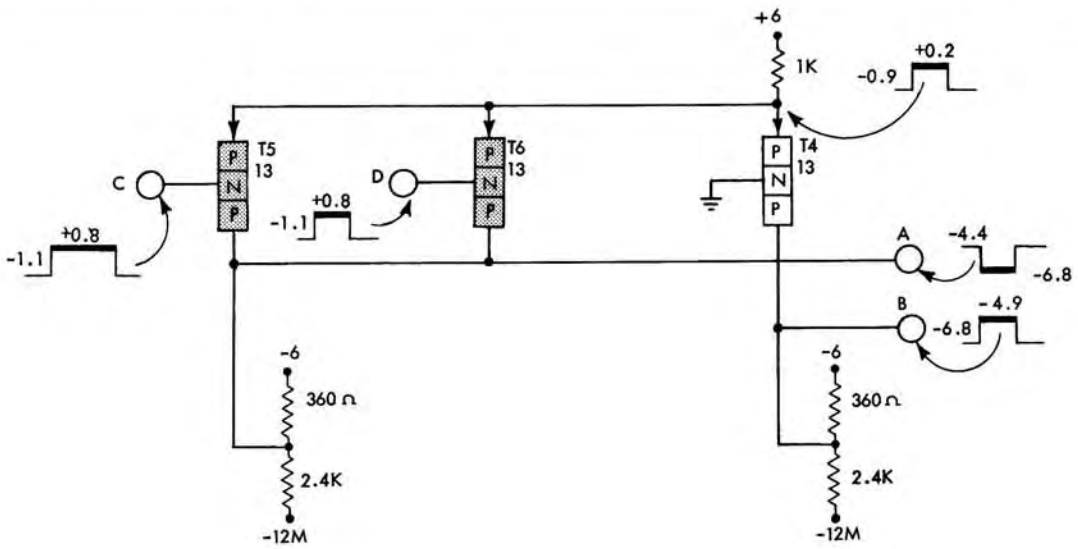 +6
1K
+0.2
-0.9
P
N
P
T5
13
P
N
P
T6
13
P
N
P
T4
13
C
D
+0.8
-1.1
+0.8
-1.1
A
-4.4
-6.8
B
-6.8
-4.9
-6
360 Ω
2.4K
-12M
-6
360 Ω
2.4K
-12M